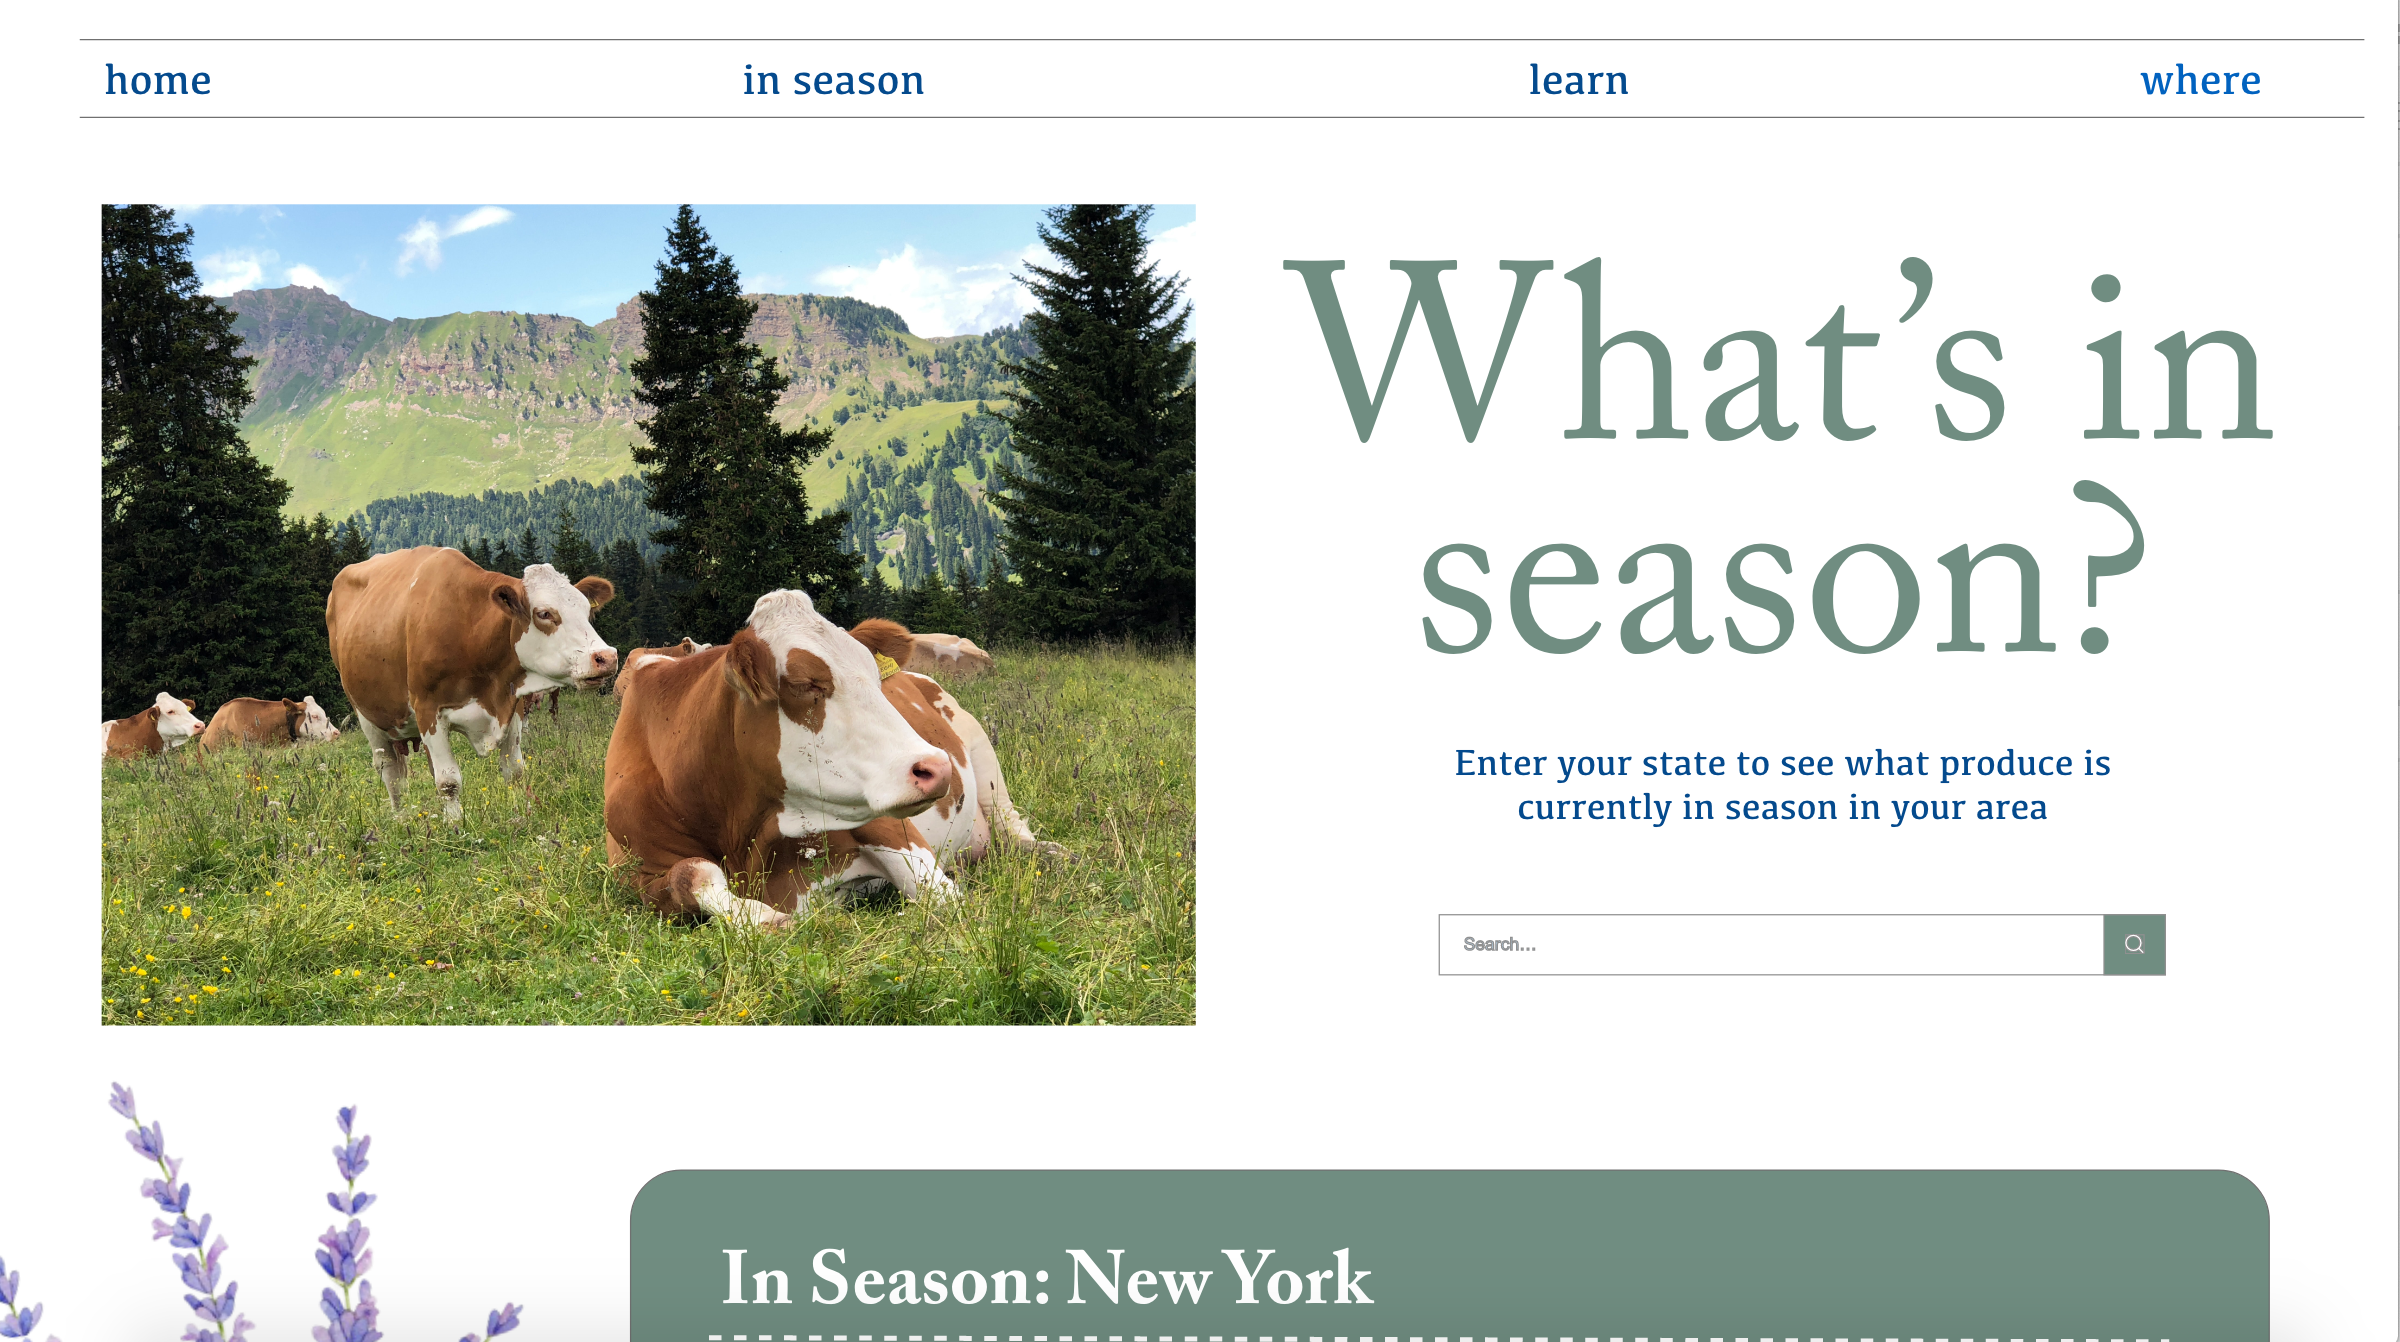 home
in season
learn
where
What’s in
season?
Enter your state to see what produce is
currently in season in your area
Search...
In Season: New York